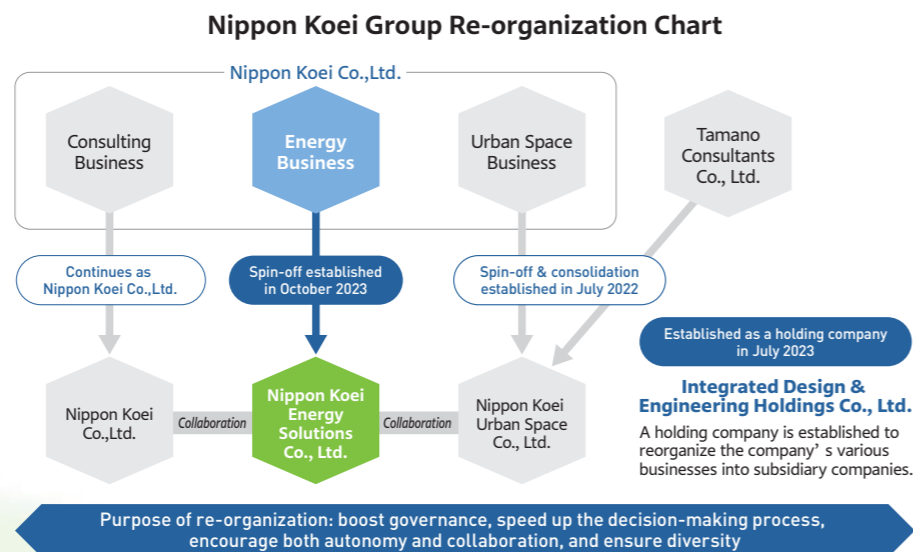 Nippon Koei Group Re-organization Chart
Nippon Koei Co.,Ltd.
Consulting
Business
Energy
Business
Urban Space
Business
Tamano
Consultants
Co., Ltd.
Continues as
Nippon Koei Co.,Ltd.
Spin-off established
in October 2023
Spin-off & consolidation
established in July 2022
Established as a holding company
in July 2023
Nippon Koei
Co.,Ltd.
Collaboration
Nippon Koei
Energy
Solutions
Co., Ltd.
Collaboration
Nippon Koei
Urban Space
Co., Ltd.
Integrated Design &
Engineering Holdings Co., Ltd.
A holding company is established to
reorganize the company’ s various
businesses into subsidiary companies.
Purpose of re-organization: boost governance, speed up the decision-making process,
encourage both autonomy and collaboration, and ensure diversity